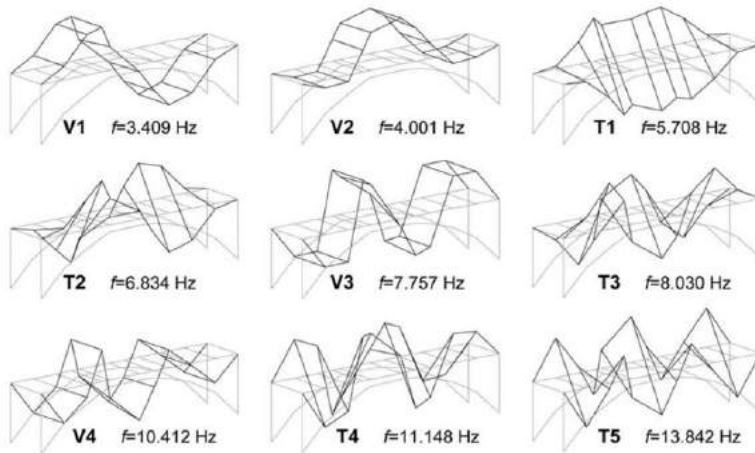 V1 f=3.409 Hz
V2 f=4.001 Hz
T1 f=5.708 Hz
T2 f=6.834 Hz
V3 f=7.757 Hz
T3 f=8.030 Hz
V4 f=10.412 Hz
T4 f=11.148 Hz
T5 f=13.842 Hz